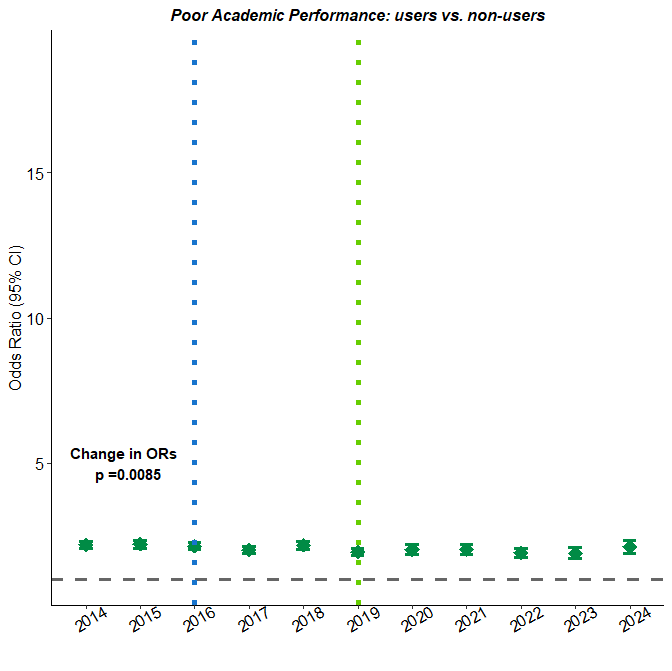 Poor Academic Performance: users vs. non-users
Odds Ratio (95% CI)
15
10
5
Change in ORs
p =0.0085
2014 2015 2016 2017 2018 2019 2020 2021 2022 2023 2024